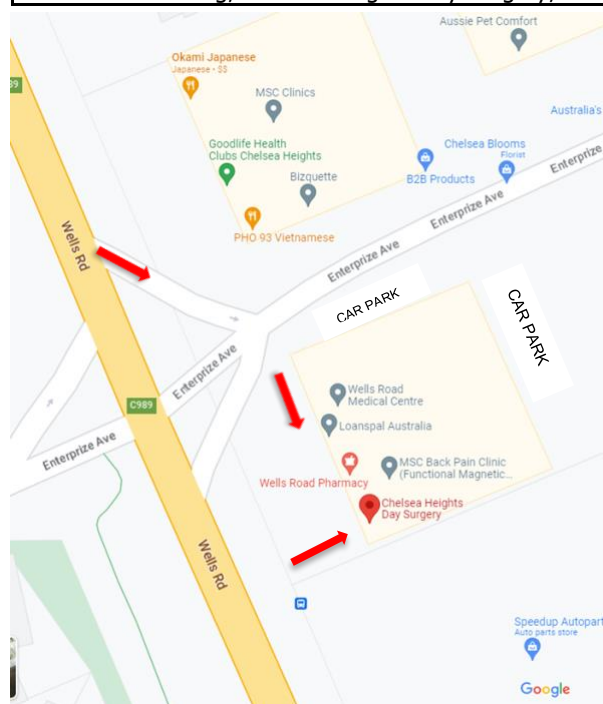 Aussie Pet Comfort
Okami Japanese
Japanese • $$
MSC Clinics
Australia's
Goodlife Health
Clubs Chelsea Heights
Chelsea Blooms
Florist
Bizquette
B2B Products
Enterprize
Enterprize Ave
PHO 93 Vietnamese
Wells Rd
Enterprize Ave
CAR PARK
CAR PARK
Enterprize Ave
C989
Wells Road
Medical Centre
Loanspal Australia
Enterprize Ave
MSC Back Pain Clinic
(Functional Magnetic...
Wells Road Pharmacy
Chelsea Heights
Day Surgery
Wells Rd
Speedup Autopart
Auto parts store
Google